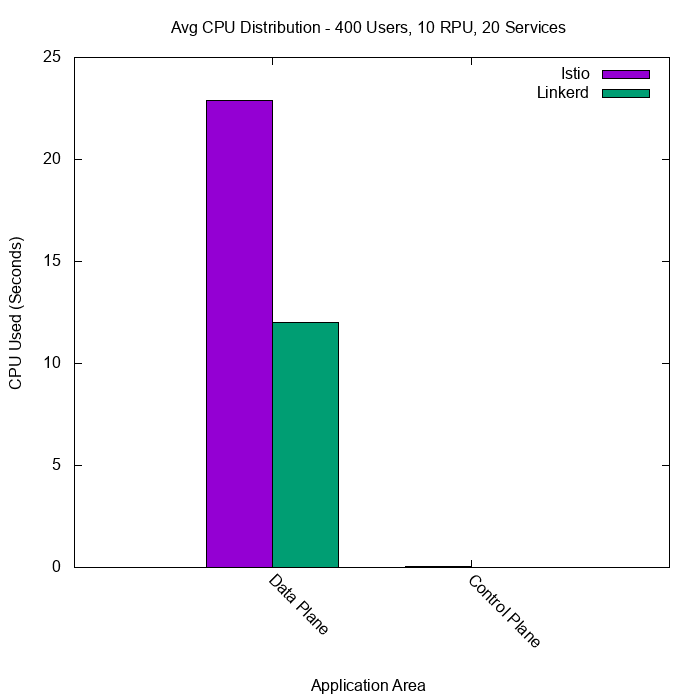 Avg CPU Distribution - 400 Users, 10 RPU, 20 Services
Istio
Linkerd
25
20
15
10
5
0
CPU Used (Seconds)
Data Plane
Control Plane
Application Area